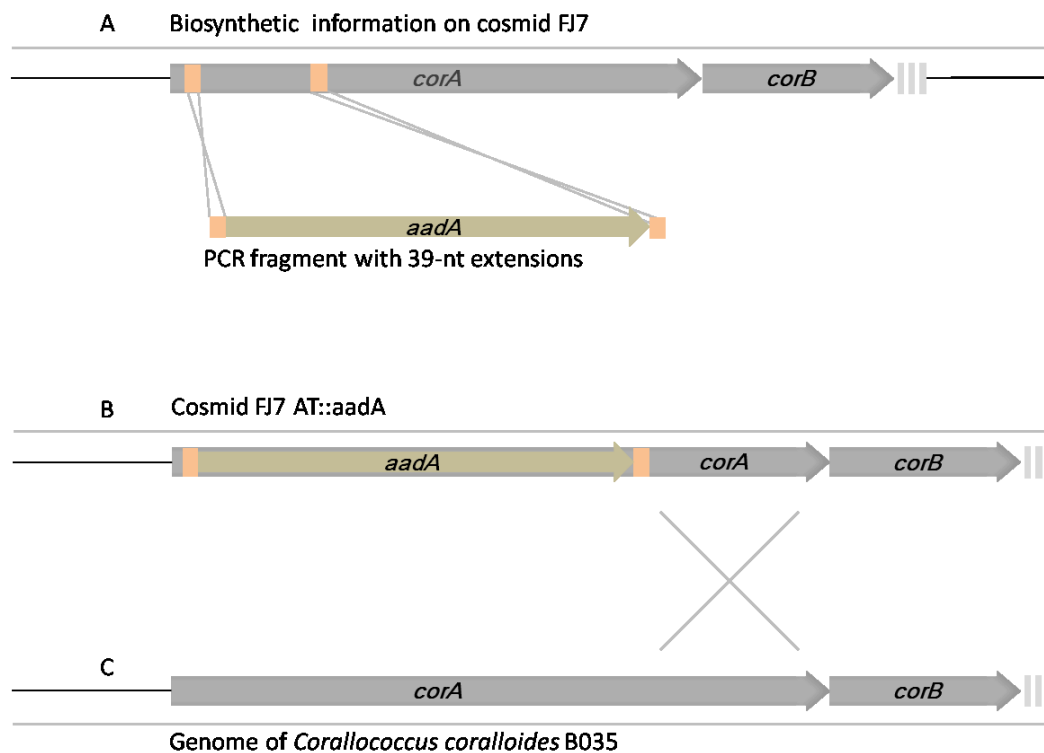 A Biosynthetic information on cosmid FJ7
corA corB
aadA
PCR fragment with 39-nt extensions
B Cosmid FJ7 AT::aadA
aadA corA corB
C
corA corB
Genome of Corallococcus coralloides B035